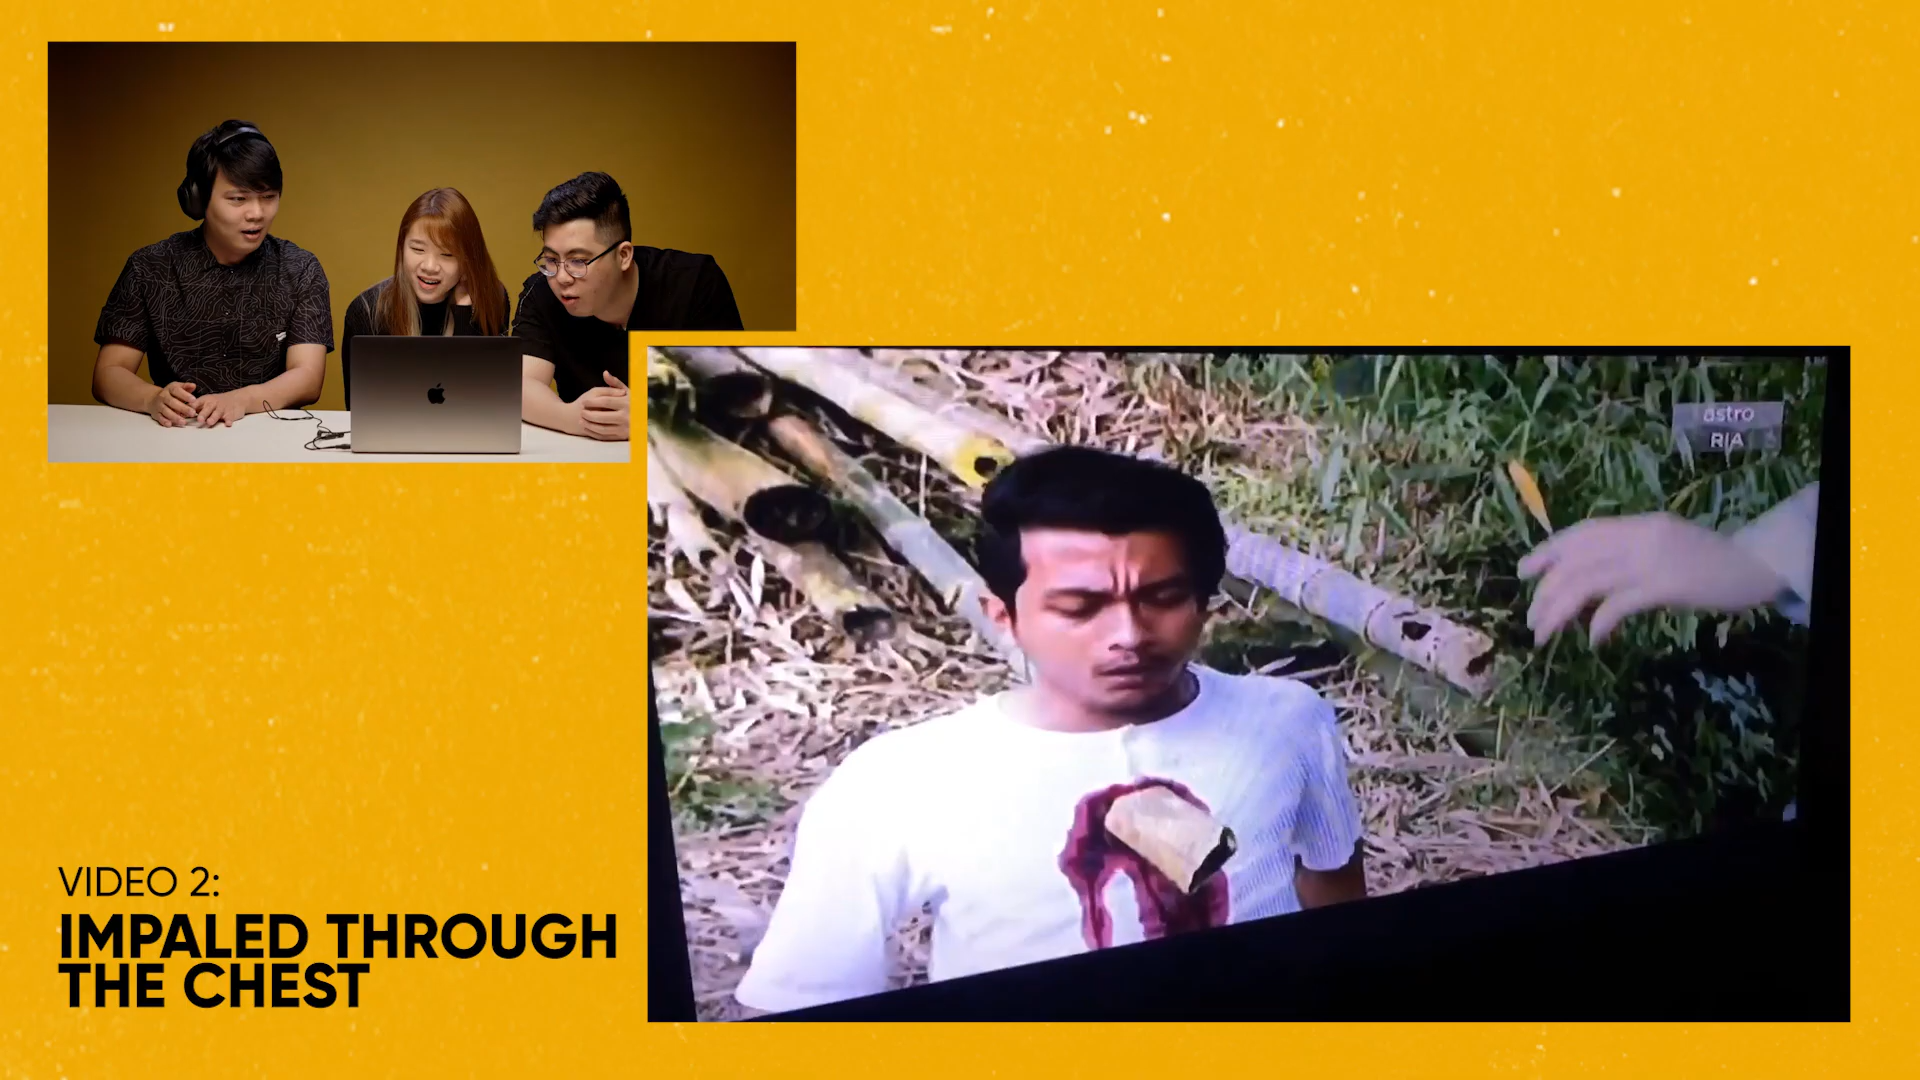 astro
RIA
VIDEO 2:
IMPALED THROUGH
THE CHEST